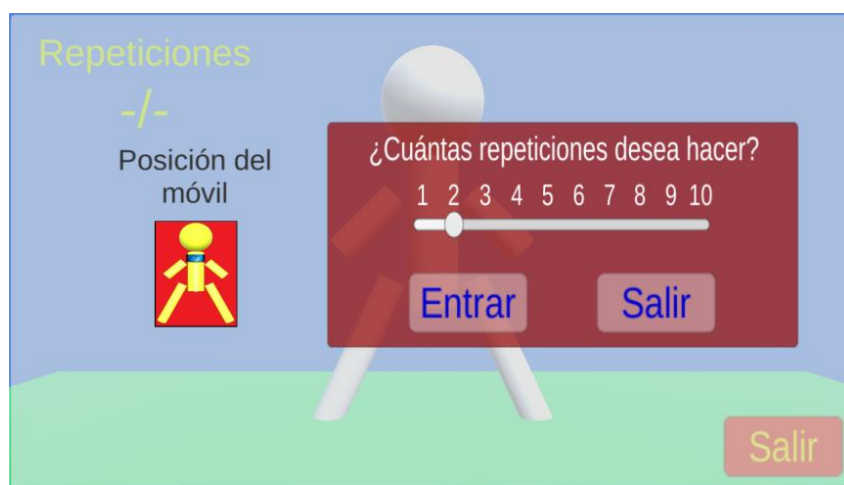 Repeticiones
-/-
Posición del
móvil
¿Cuántas repeticiones desea hacer?
1 2 3 4 5 6 7 8 9 10
Entrar
Salir
Salir